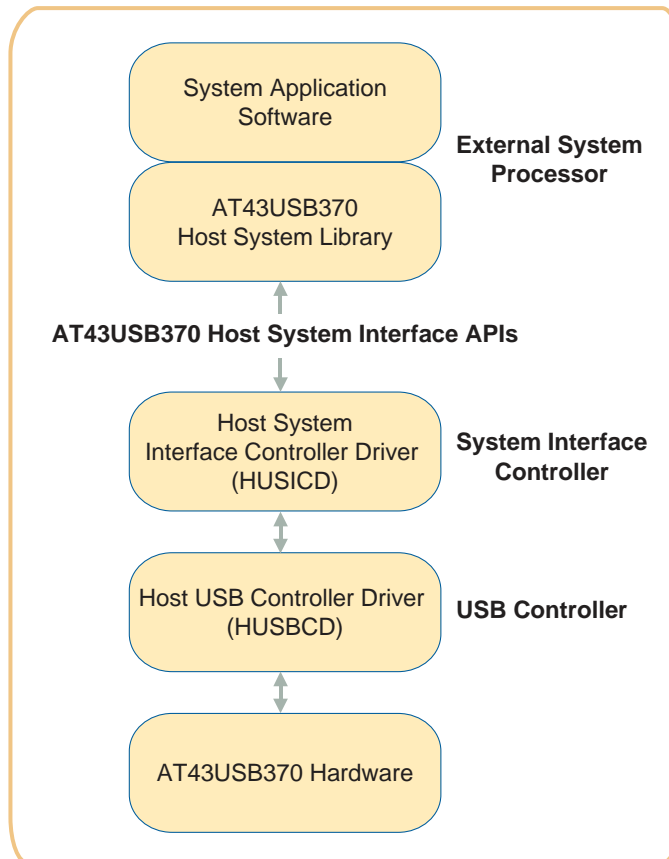 System Application
Software
External System
Processor
AT43USB370
Host System Library
AT43USB370 Host System Interface APIs
Host System
Interface Controller Driver
(HUSICD)
System Interface
Controller
Host USB Controller Driver
(HUSBCD)
USB Controller
AT43USB370 Hardware